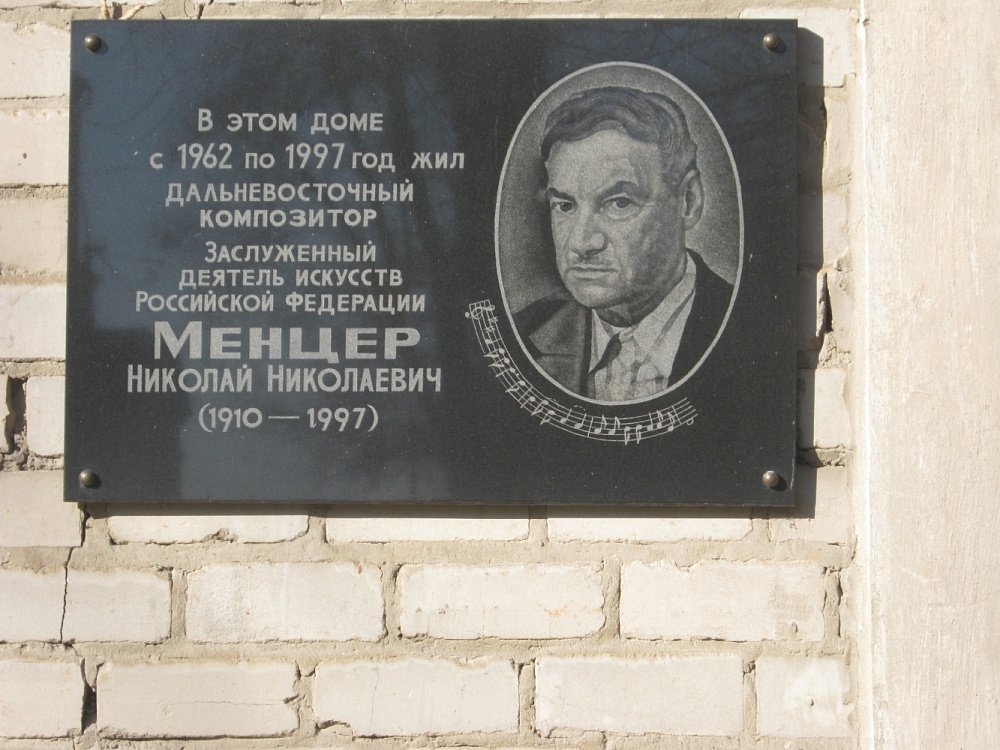 В этом доме
с 1962 по 1997 год жил
дальневосточный
композитор
Заслуженный
деятель искусств
Российской Федерации
Менцер
Николай Николаевич
(1910 — 1997)